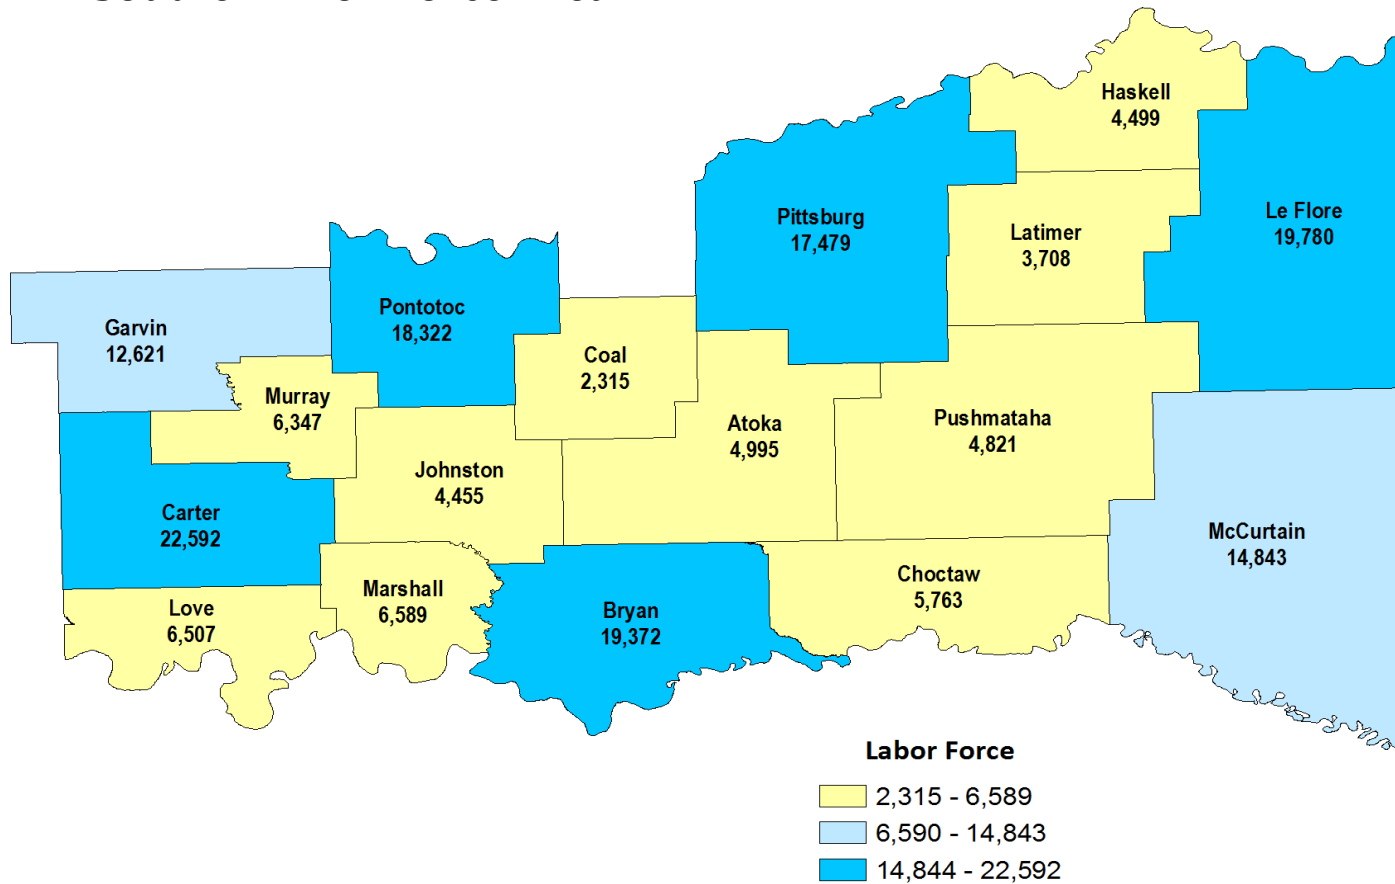 Haskell
4,499
Pittsburg
17,479
Le Flore
19,780
Latimer
3,708
Pontotoc
18,322
Garvin
12,621
Coal
2,315
Murray
6,347
Atoka
4,995
Pushmataha
4,821
Johnston
4,455
Carter
22,592
McCurtain
14,843
Choctaw
5,763
Marshall
6,589
Love
6,507
Bryan
19,372
Labor Force
2,315 - 6,589
6,590 - 14,843
14,844 - 22,592